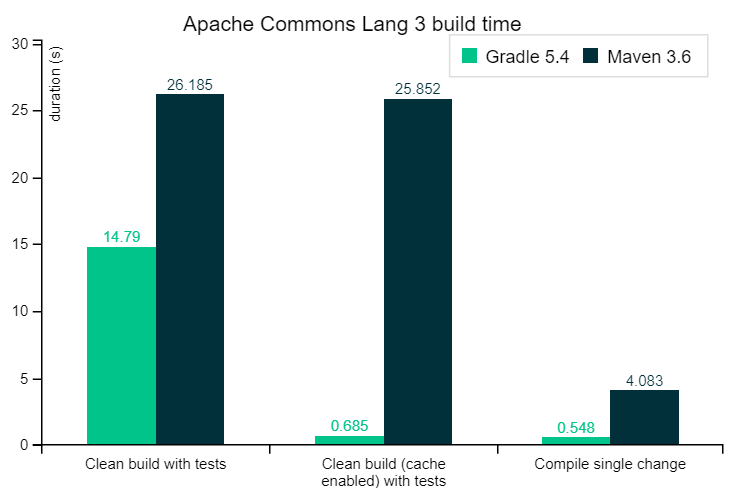 Apache Commons Lang 3 build time
Gradle 5.4 Maven 3.6
duration (s)
30
25
20
15
10
5
0
14.79
26.185
0.685
25.852
0.548
4.083
Clean build with tests
Clean build (cache
enabled) with tests
Compile single change